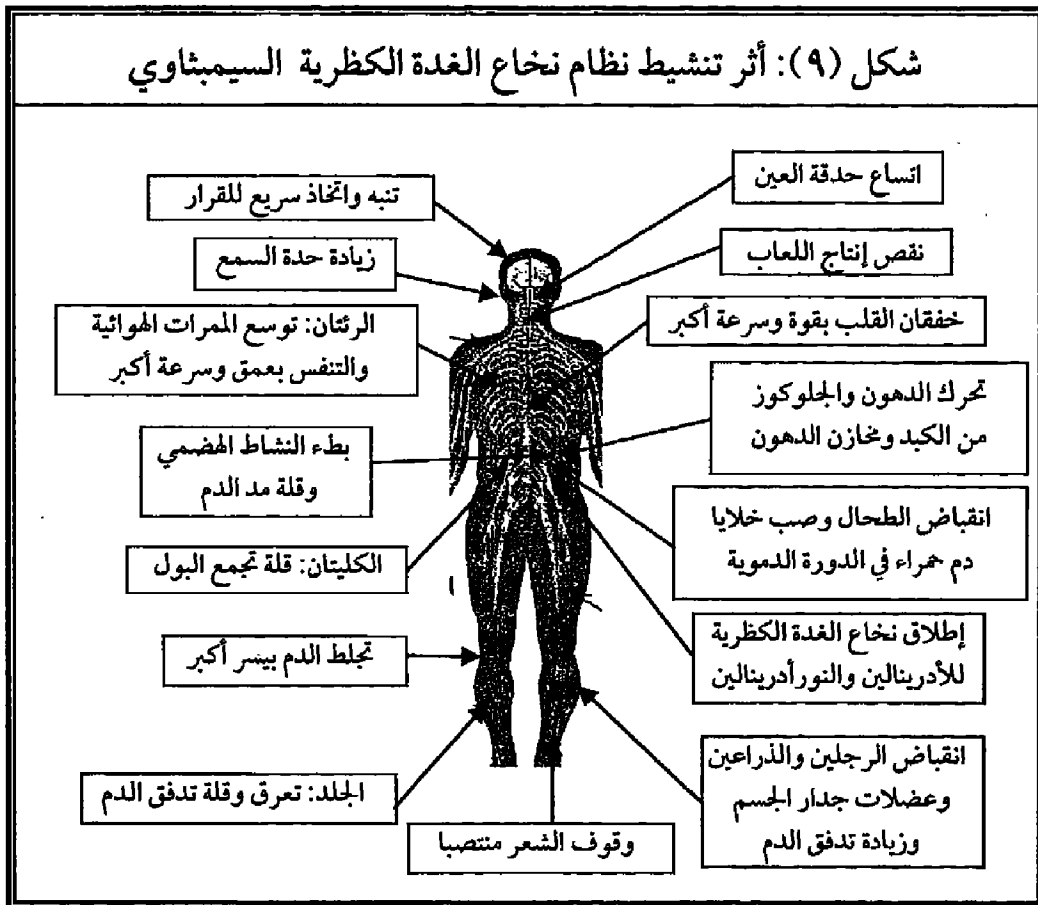 شكل (٩): أثر تنشيط نظام نخاع الغدة الكظرية السيمبثاوي
اتساع حدقة العين
تنبه واتخاذ سريع للقرار
نقص إنتاج اللعاب
زيادة حدة السمع
خفقان القلب بقوة وسرعة أكبر
الرئتان: توسع الممرات الهوائية
والتنفس بعمق وسرعة أكبر
تحرك الدهون والجلوكوز
من الكبد ومخازن الدهون
بطء النشاط الهضمي
وقلة مد الدم
انقباض الطحال وصب خلايا
دم حمراء في الدورة الدموية
الكليتان: قلة تجمع البول
إطلاق نخاع الغدة الكظرية
للأدرينالين والنورأدرينالين
تجلط الدم بيسر أكبر
انقباض الرجلين والذراعين
وعضلات جدار الجسم
وزيادة تدفق الدم
الجلد: تعرق وقلة تدفق الدم
وقوف الشعر منتصبا